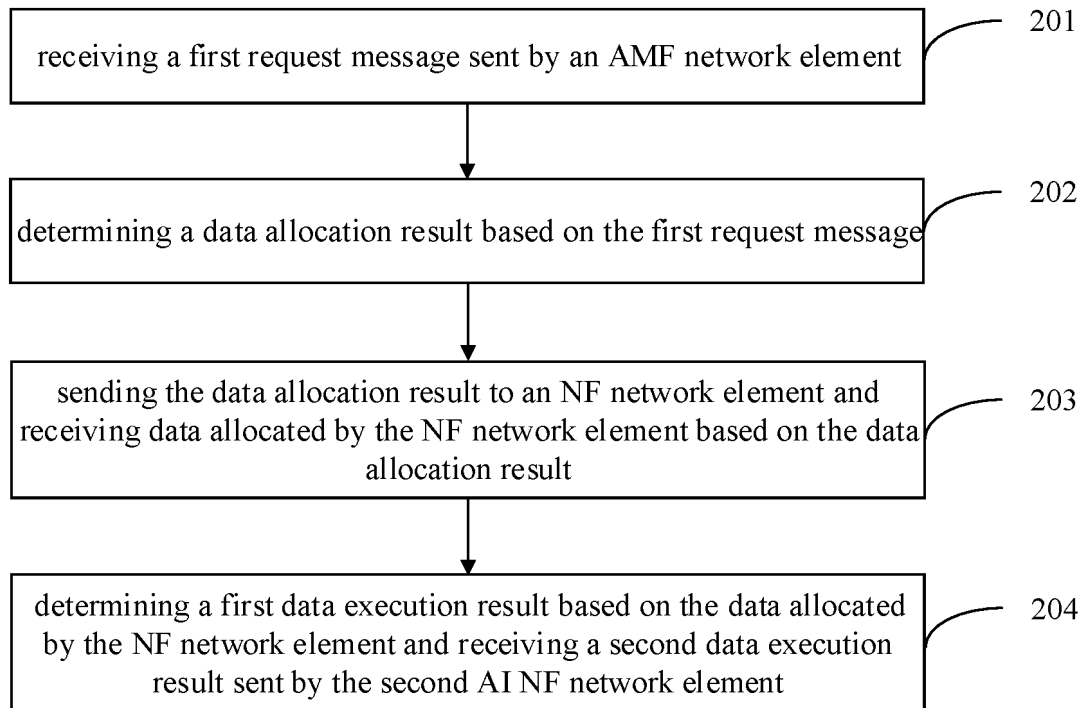 201
receiving a first request message sent by an AMF network element
202
determining a data allocation result based on the first request message
203
sending the data allocation result to an NF network element and
receiving data allocated by the NF network element based on the data
allocation result
204
determining a first data execution result based on the data allocated
by the NF network element and receiving a second data execution
result sent by the second AI NF network element